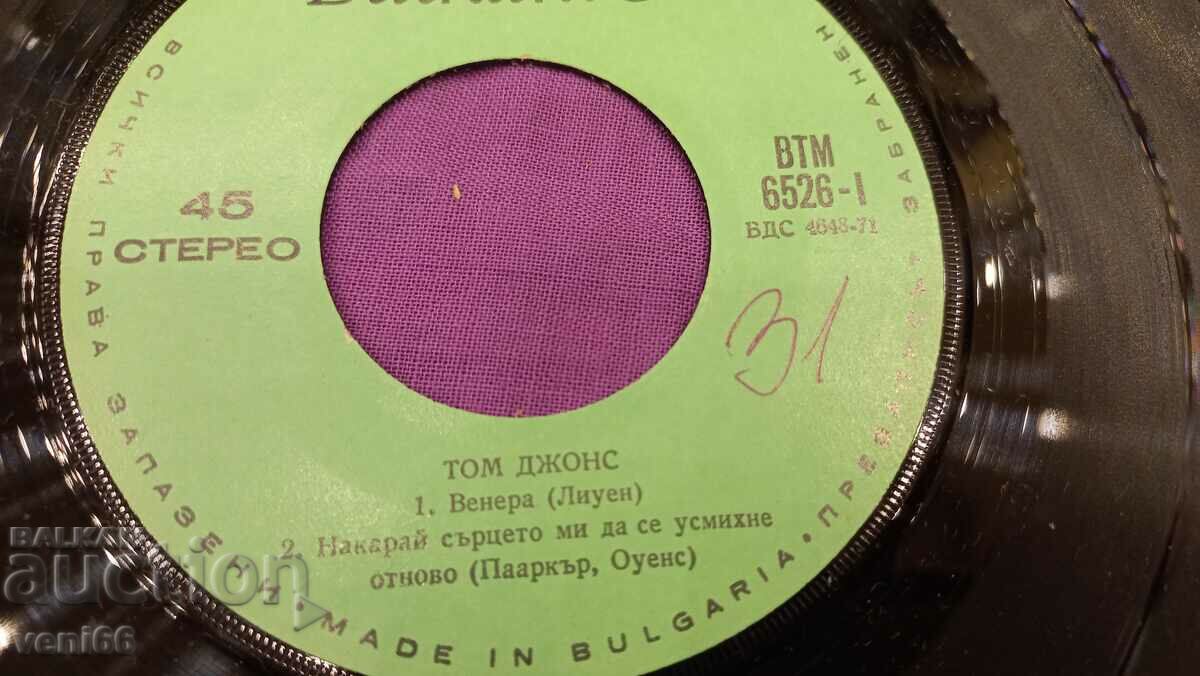 45
СТЕРЕО
ВТМ
6526-I
БДС 4648-71
31
ТОМ ДЖОНС
1. Венера (Лиуен)
2. Накарай сърцето ми да се усмихне
отново (Пааркър, Оуенс)
ВСИЧКИ ПРАВА ЗАПАЗЕНИ • MADE IN BULGARIA • ПРЕЗАПИСЪТ ЗАБРАНЕН
BALKAN
auction
veni66